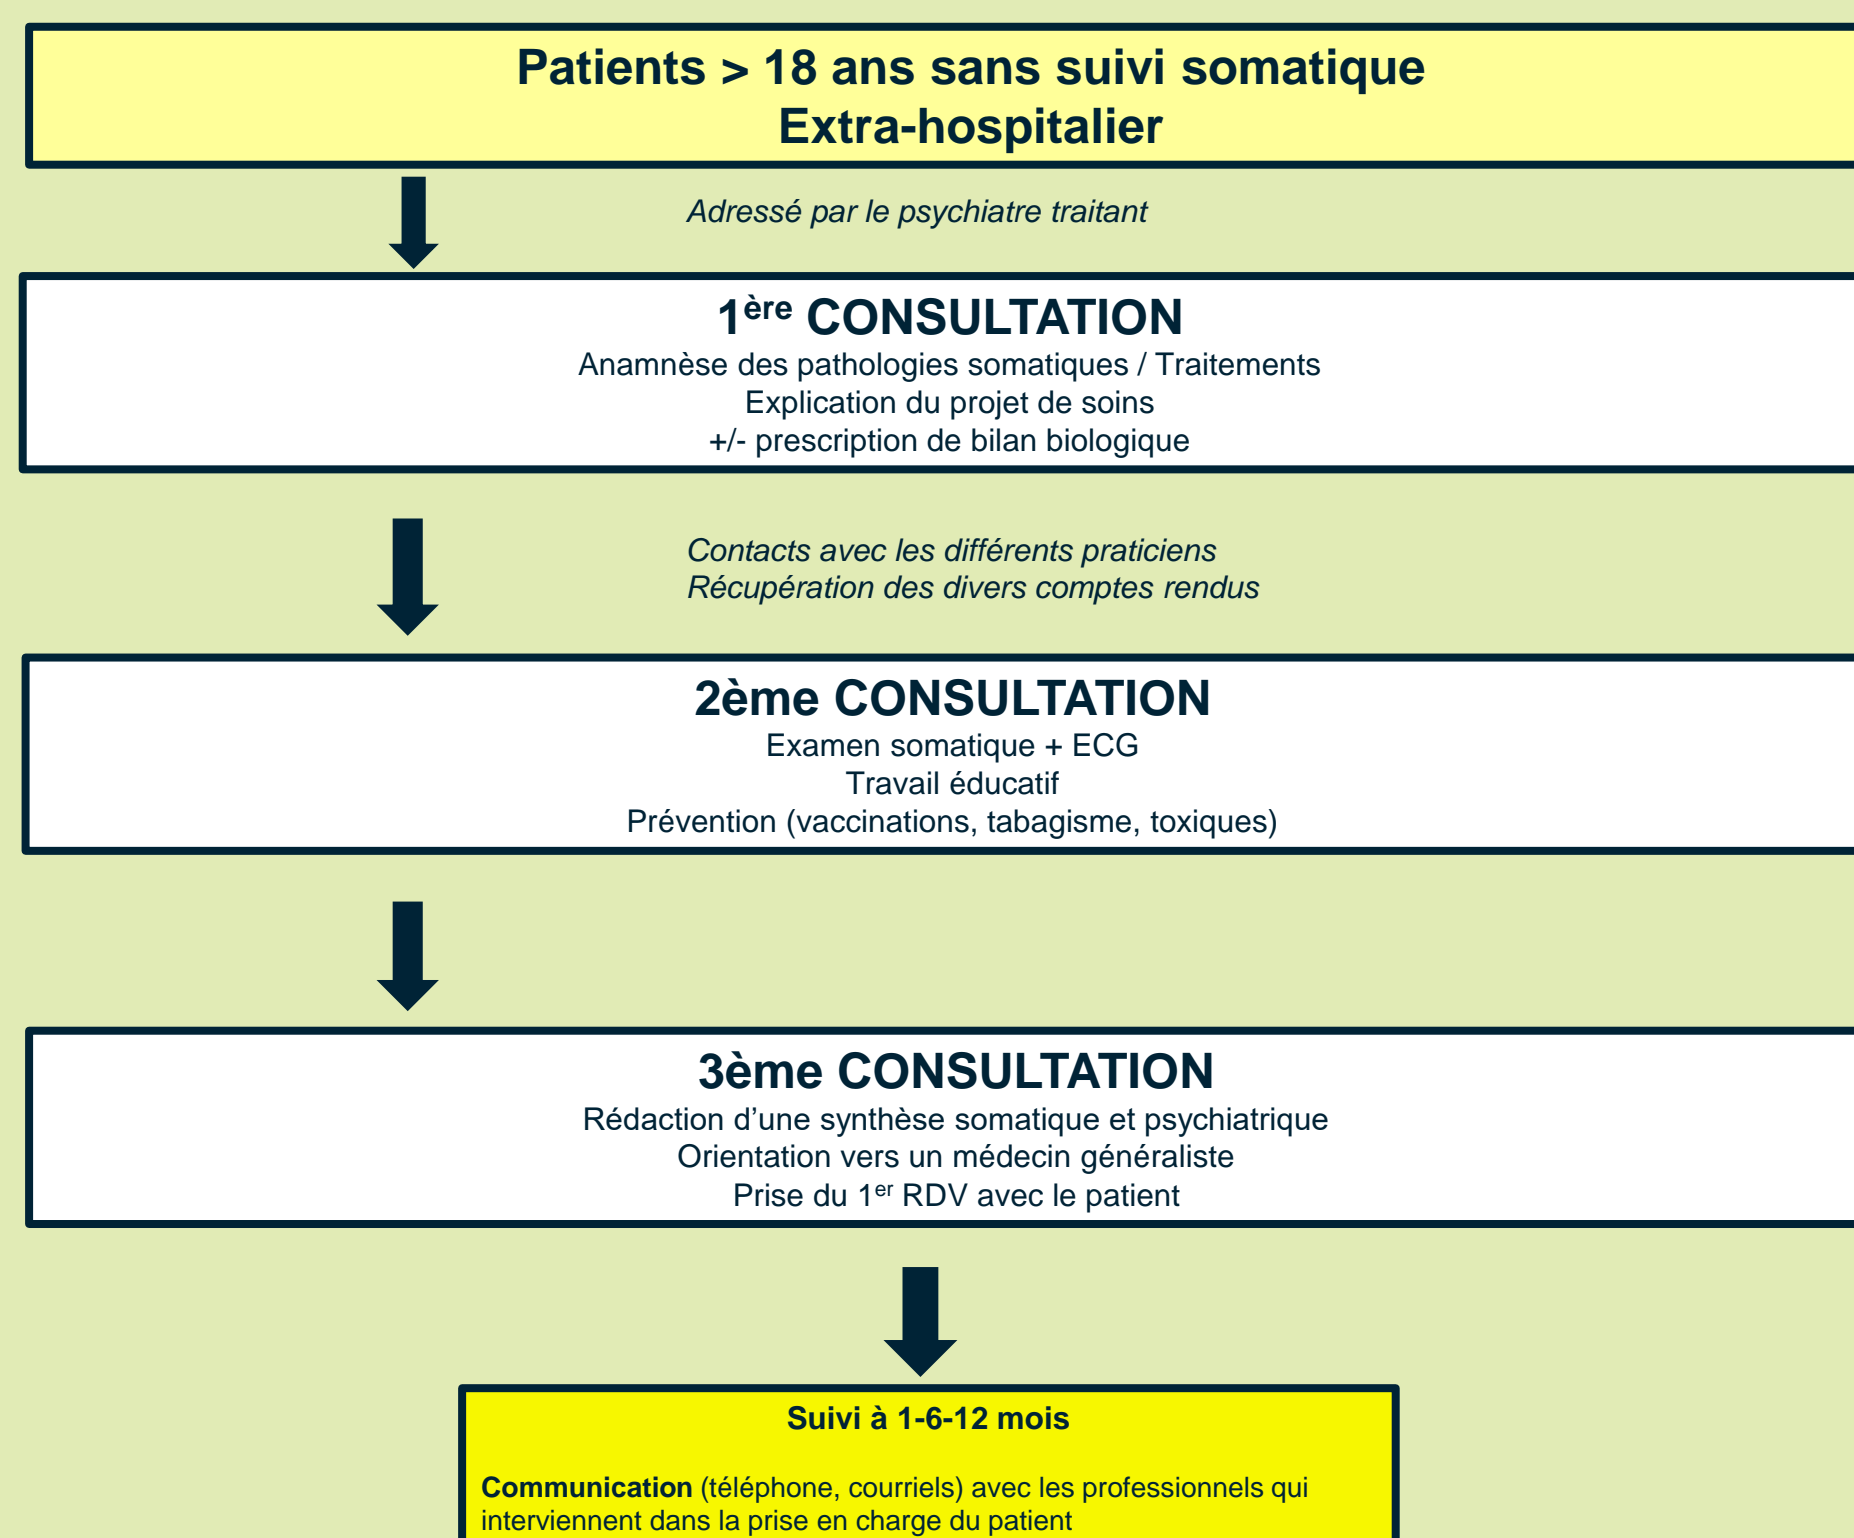 Patients > 18 ans sans suivi somatique
Extra-hospitalier
Adressé par le psychiatre traitant
1ère CONSULTATION
Anamnèse des pathologies somatiques / Traitements
Explication du projet de soins
+/- prescription de bilan biologique
Contacts avec les différents praticiens
Récupération des divers comptes rendus
2ème CONSULTATION
Examen somatique + ECG
Travail éducatif
Prévention (vaccinations, tabagisme, toxiques)
3ème CONSULTATION
Rédaction d’une synthèse somatique et psychiatrique
Orientation vers un médecin généraliste
Prise du 1er RDV avec le patient
Suivi à 1-6-12 mois
Communication (téléphone, courriels) avec les professionnels qui
interviennent dans la prise en charge du patient